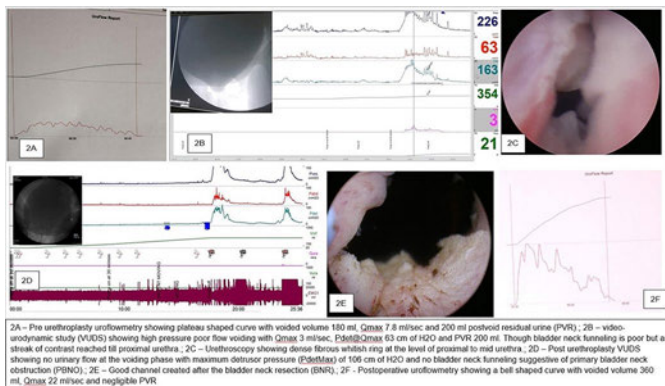 Uroflow Report
2A
2B
226
63
163
354
3
21
2C
2D
2E
Uroflow Report
2F
2A – Pre urethroplasty uroflowmetry showing plateau shaped curve with voided volume 180 ml, Qmax 7.8 ml/sec and 200 ml postvoid residual urine (PVR).; 2B – video-
urodynamic study (VUDS) showing high pressure poor flow voiding with Qmax 3 ml/sec, Pdet@Qmax 63 cm of H2O and PVR 200 ml. Though bladder neck funneling is poor but a
streak of contrast reached till proximal urethra.; 2C – Urethroscopy showing dense fibrous whitish ring at the level of proximal to mid urethra.; 2D – Post urethroplasty VUDS
showing no urinary flow at the voiding phase with maximum detrusor pressure (PdetMax) of 106 cm of H2O and no bladder neck funneling suggestive of primary bladder neck
obstruction (PBNO).; 2E – Good channel created after the bladder neck resection (BNR).; 2F - Postoperative uroflowmetry showing a bell shaped curve with voided volume 360
ml, Qmax 22 ml/sec and negligible PVR